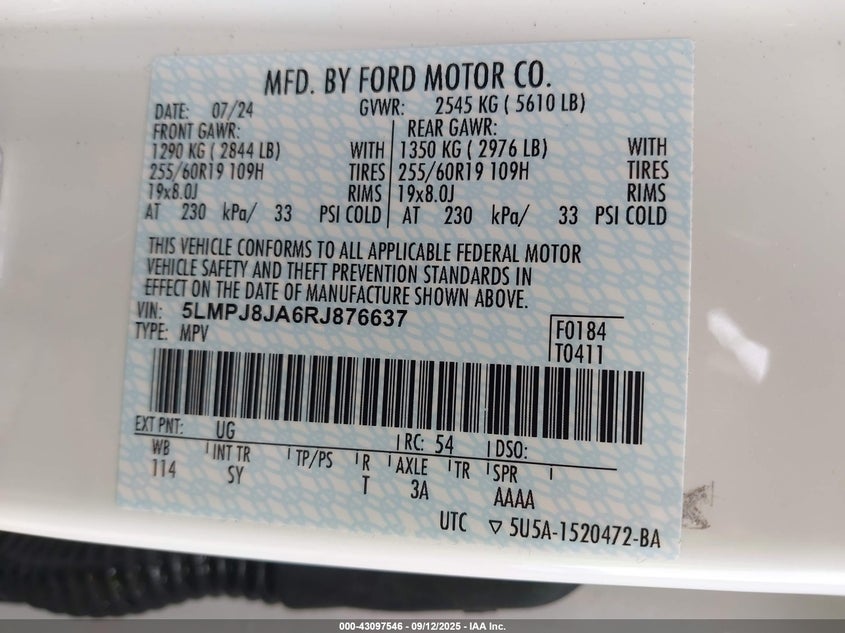 MFD. BY FORD MOTOR CO.
DATE: 07/24 GVWR: 2545 KG ( 5610 LB)
FRONT GAWR: REAR GAWR:
1290 KG ( 2844 LB) WITH 1350 KG ( 2976 LB) WITH
255/60R19 109H TIRES 255/60R19 109H TIRES
19x8.0J RIMS 19x8.0J RIMS
AT 230 kPa/ 33 PSI COLD AT 230 kPa/ 33 PSI COLD
THIS VEHICLE CONFORMS TO ALL APPLICABLE FEDERAL MOTOR
VEHICLE SAFETY AND THEFT PREVENTION STANDARDS IN
EFFECT ON THE DATE OF MANUFACTURE SHOWN ABOVE.
VIN: 5LMPJ8JA6RJ876637 F0184
TYPE: MPV T0411
EXT PNT: UG RC: 54 DSO:
WB INT TR TP/PS R AXLE TR SPR
114 SY T 3A AAAA
UTC ▽ 5U5A-1520472-BA
000-43097546 - 09/12/2025 - IAA Inc.